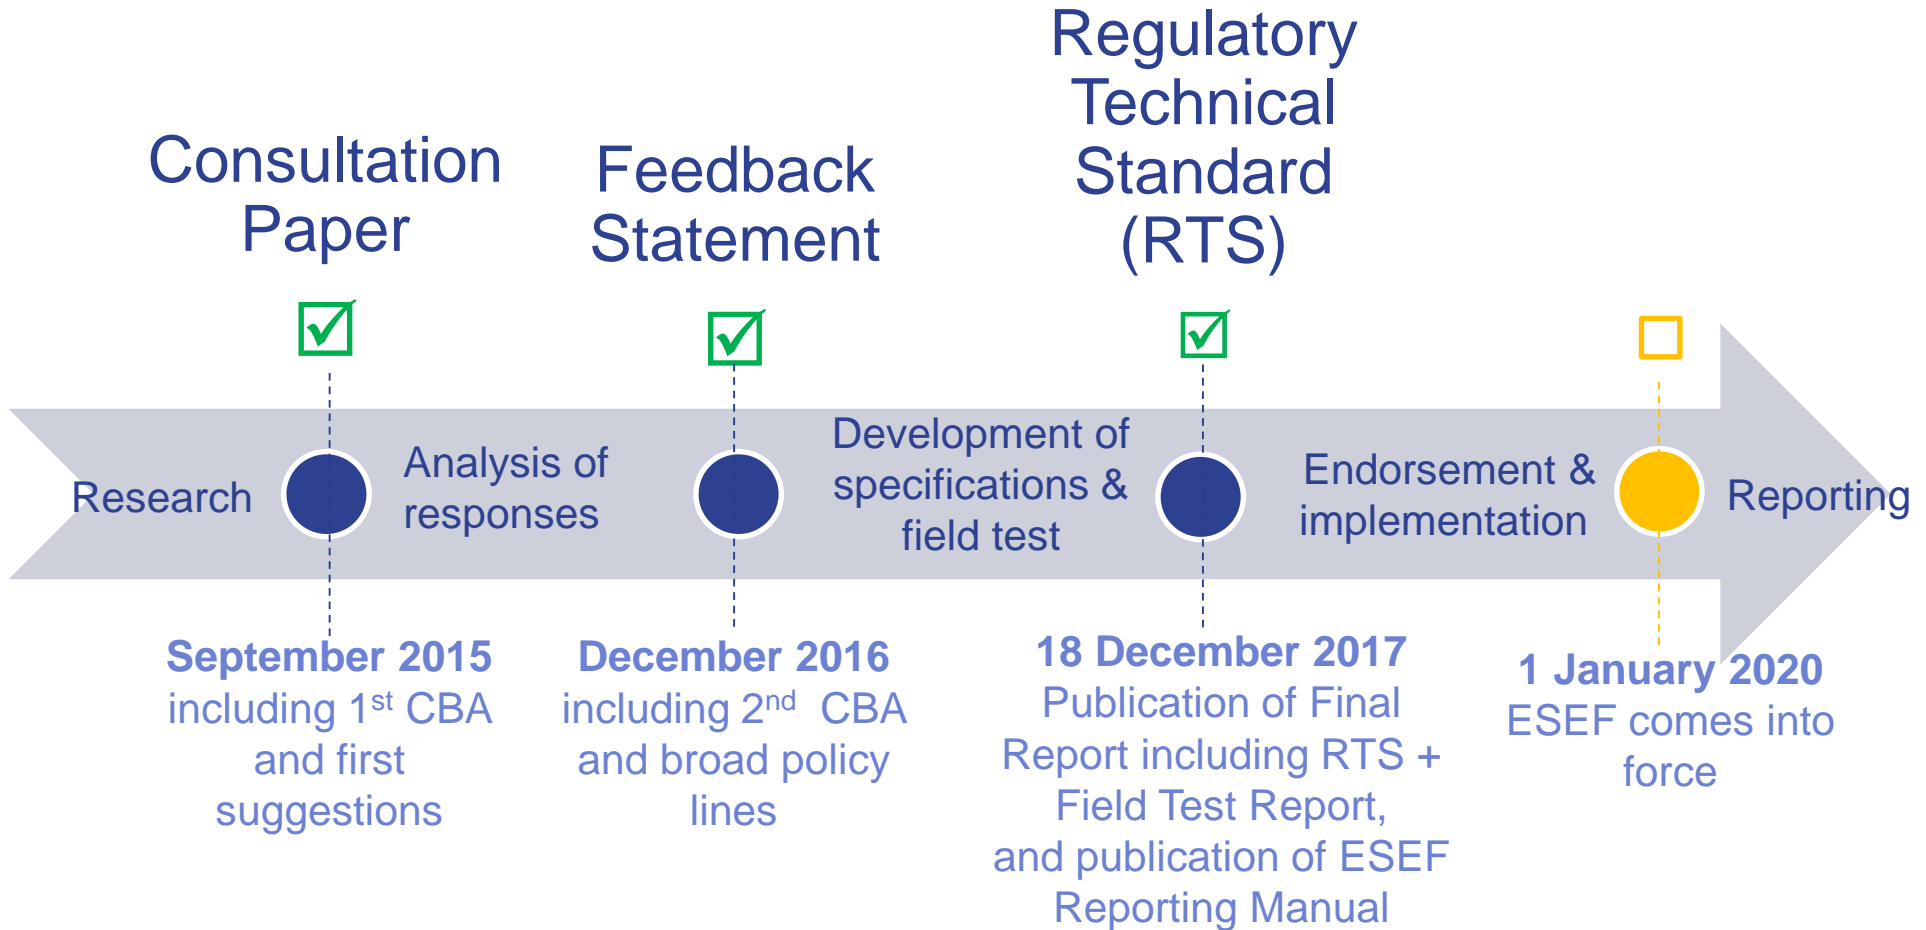 Consultation
Paper
Feedback
Statement
Regulatory
Technical
Standard
(RTS)
Research
Analysis of
responses
Development of
specifications &
field test
Endorsement &
implementation
Reporting
September 2015
including 1st CBA
and first
suggestions
December 2016
including 2nd CBA
and broad policy
lines
18 December 2017
Publication of Final
Report including RTS +
Field Test Report,
and publication of ESEF
Reporting Manual
1 January 2020
ESEF comes into
force